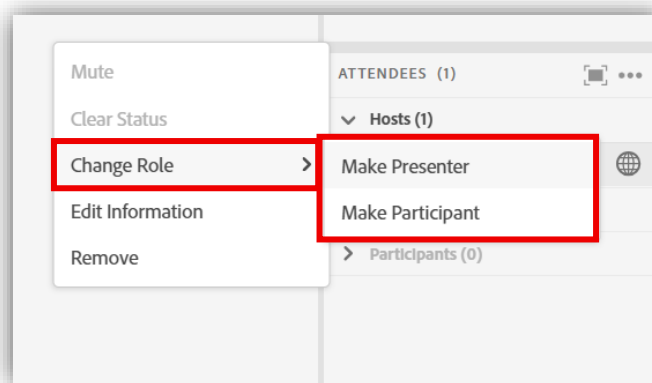 Mute
Clear Status
Change Role
Edit Information
Remove
ATTENDEES (1)
Hosts (1)
Make Presenter
Make Participant
Participants (0)